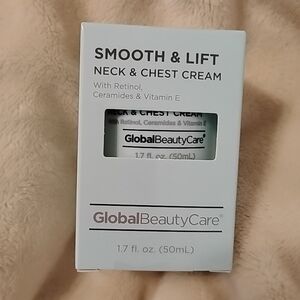 SMOOTH & LIFT
NECK & CHEST CREAM
With Retinol,
Ceramides & Vitamin E
NECK & CHEST CREAM
With Retinol, Ceramides & Vitamin E
GlobalBeautyCare®
1.7 fl. oz. (50mL)
GlobalBeautyCare®
1.7 fl. oz. (50mL)